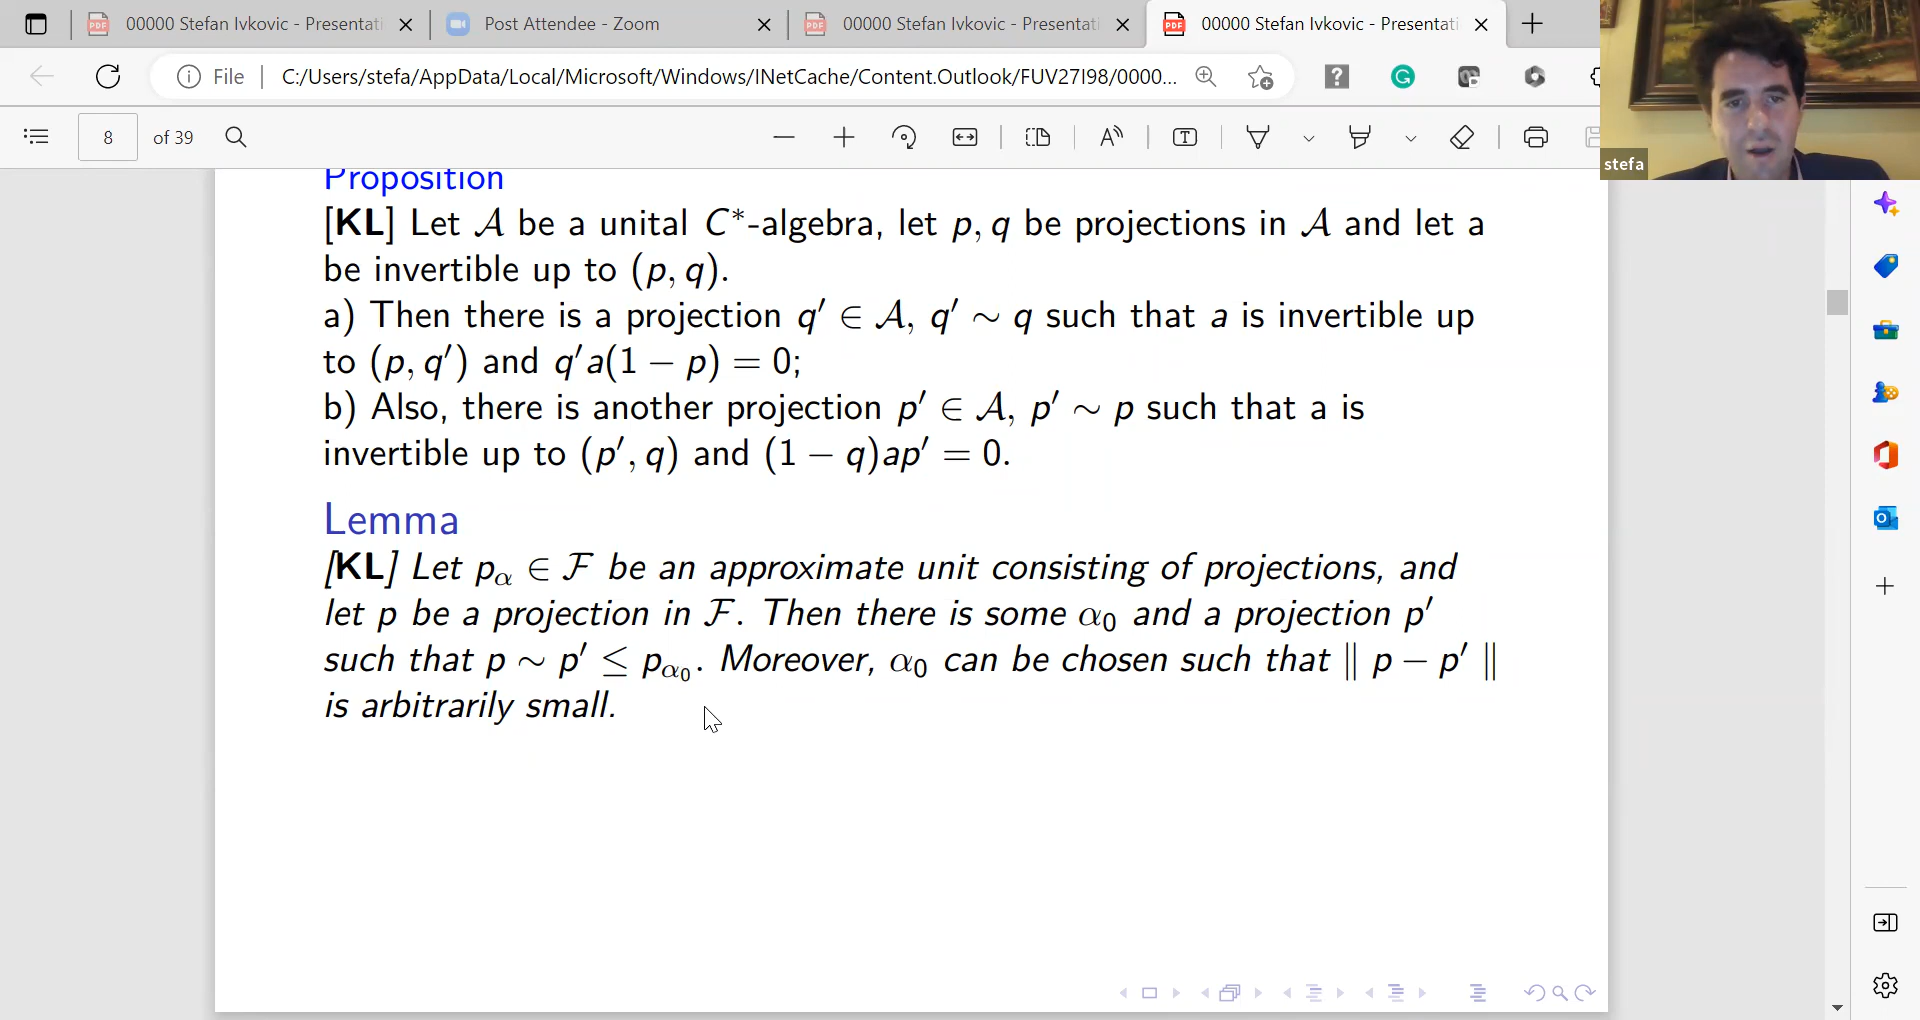 00000 Stefan Ivkovic - Presentati
Post Attendee - Zoom
00000 Stefan Ivkovic - Presentati
00000 Stefan Ivkovic - Presentati
File
C:/Users/stefa/AppData/Local/Microsoft/Windows/INetCache/Content.Outlook/FUV27I98/0000...
8 of 39
stefa
Proposition
[KL] Let 𝒜 be a unital C*-algebra, let p, q be projections in 𝒜 and let a
be invertible up to (p, q).
a) Then there is a projection q′ ∈ 𝒜, q′ ∼ q such that a is invertible up
to (p, q′) and q′a(1 − p) = 0;
b) Also, there is another projection p′ ∈ 𝒜, p′ ∼ p such that a is
invertible up to (p′, q) and (1 − q)ap′ = 0.
Lemma
[KL] Let pα ∈ ℱ be an approximate unit consisting of projections, and
let p be a projection in ℱ. Then there is some α₀ and a projection p′
such that p ∼ p′ ≤ pα₀. Moreover, α₀ can be chosen such that ∥ p − p′ ∥
is arbitrarily small.